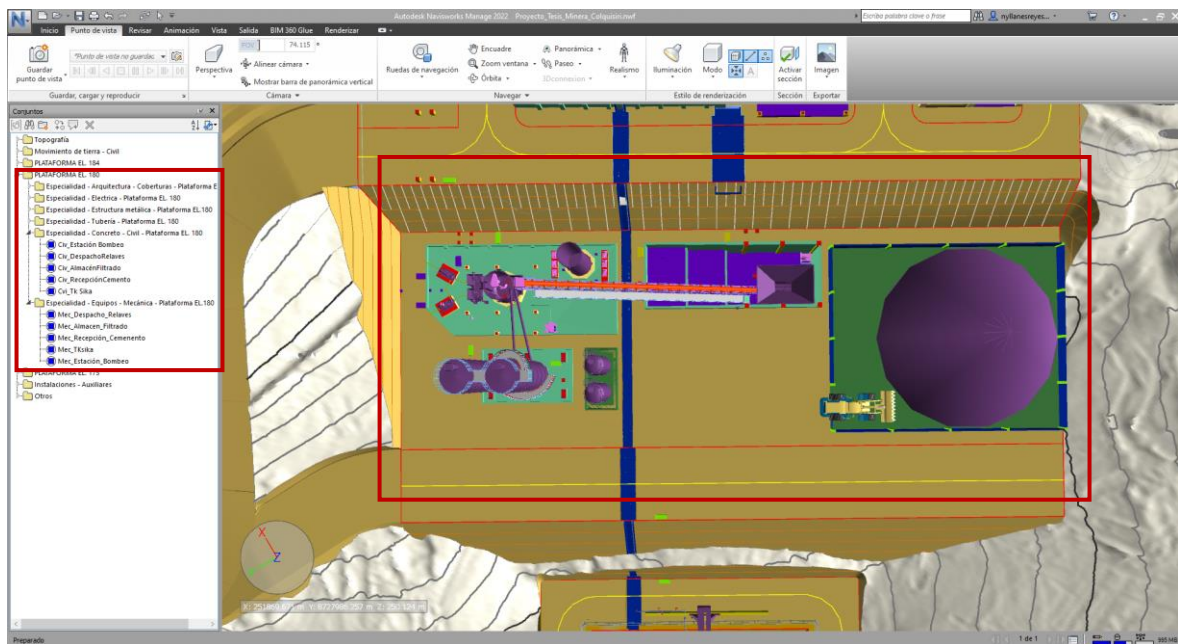 Autodesk Navisworks Manage 2022 Proyecto_Tesis_Minera_Colquisiri.nwf
Escriba palabra clave o frase
nyllanesreyes...
Inicio Punto de vista Revisar Animación Vista Salida BIM 360 Glue Renderizar
Guardar punto de vista
"Punto de vista no guardac
Guardar, cargar y reproducir
Perspectiva
FOV 74.115 °
Alinear cámara
Mostrar barra de panorámica vertical
Cámara
Ruedas de navegación
Encuadre
Zoom ventana
Órbita
Panorámica
Paseo
3Dconnexion
Realismo
Navegar
Iluminación
Modo
Estilo de renderización
Activar sección
Sección
Imagen
Exportar
Conjuntos
Topografía
Movimiento de tierra - Civil
PLATAFORMA EL. 184
PLATAFORMA EL. 180
Especialidad - Arquitectura - Coberturas - Plataforma E
Especialidad - Electrica - Plataforma EL. 180
Especialidad - Estructura metálica - Plataforma EL.180
Especialidad - Tubería - Plataforma EL. 180
Especialidad - Concreto - Civil - Plataforma EL. 180
Civ_Estación Bombeo
Civ_DespachoRelaves
Civ_AlmacénFiltrado
Civ_RecepciónCemento
Cvi_Tk Sika
Especialidad - Equipos - Mecánica - Plataforma EL.180
Mec_Despacho_Relaves
Mec_Almacen_Filtrado
Mec_Recepción_Cemenento
Mec_TKsika
Mec_Estación_Bombeo
PLATAFORMA EL. 175
Instalaciones - Auxiliares
Otros
X
Z
Preparado
1 de 1